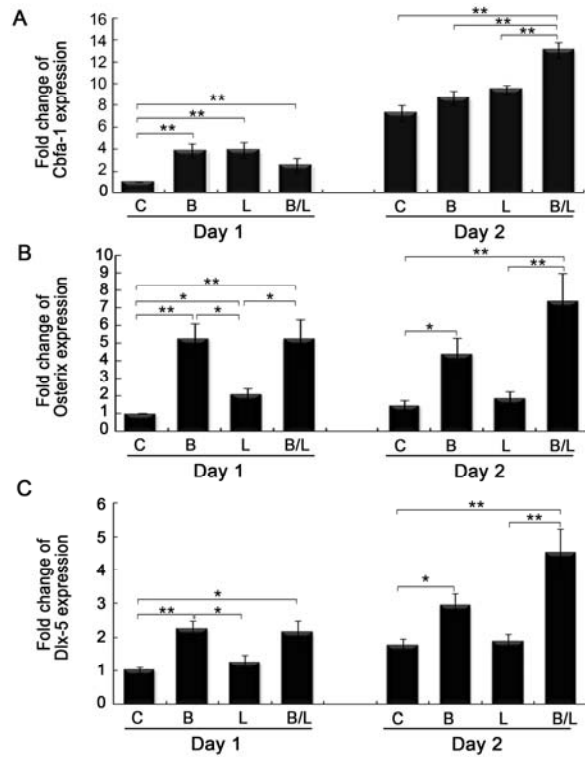 A
Fold change of
Cbfa-1 expression
16
14
12
10
8
6
4
2
0
** ** **
** ** **
C B L B/L C B L B/L
Day 1 Day 2
B
Fold change of
Osterix expression
10
9
8
7
6
5
4
3
2
1
0
** * ** * *
** ** *
C B L B/L C B L B/L
Day 1 Day 2
C
Fold change of
Dlx-5 expression
6
5
4
3
2
1
0
* ** *
** ** *
C B L B/L C B L B/L
Day 1 Day 2